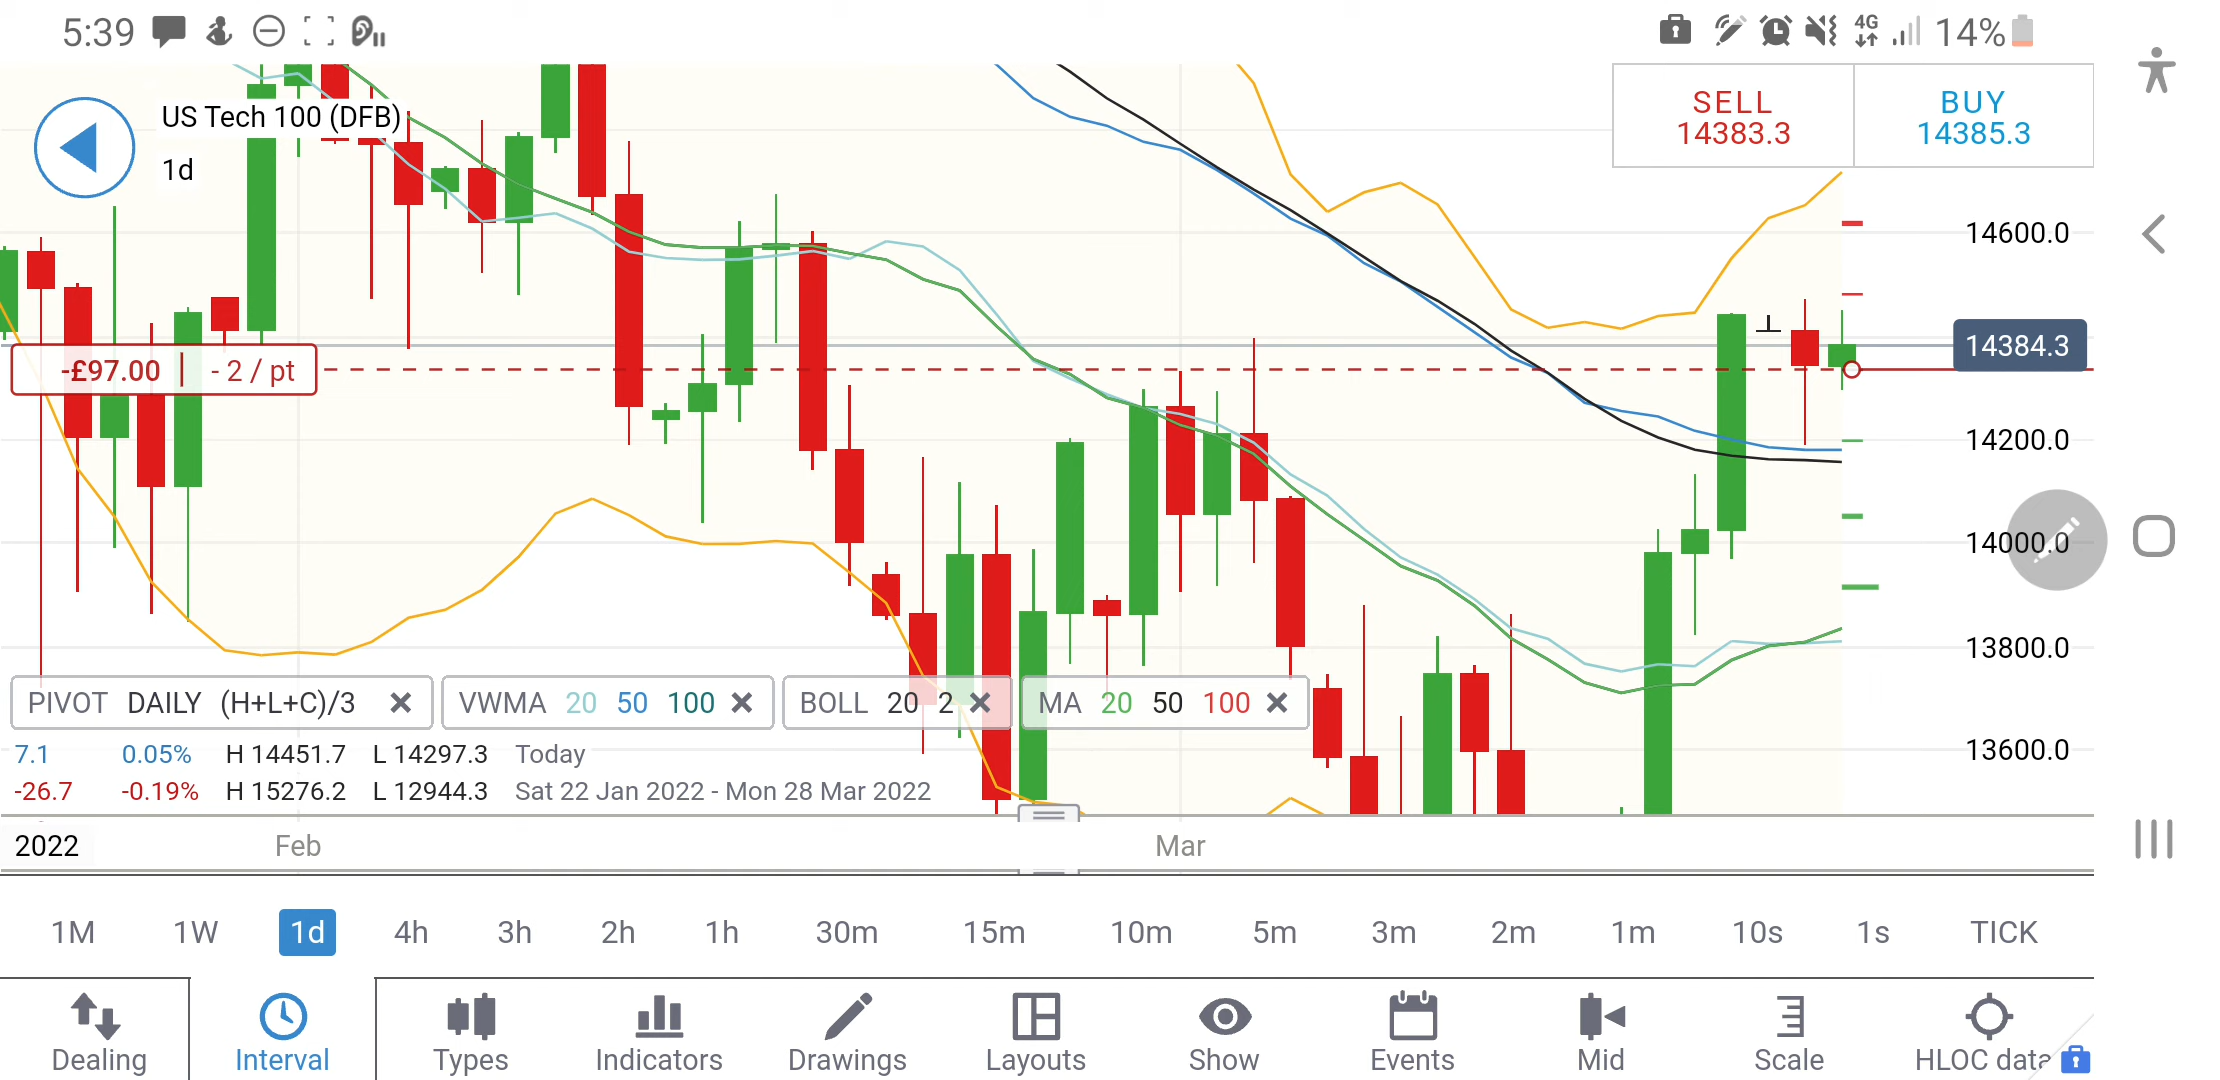 5:39
4G
14%
US Tech 100 (DFB)
1d
SELL
14383.3
BUY
14385.3
14600.0
14384.3
14200.0
14000.0
13800.0
13600.0
-£97.00 | - 2 / pt
PIVOT DAILY (H+L+C)/3
VWMA 20 50 100
BOLL 20 2
MA 20 50 100
7.1 0.05% H 14451.7 L 14297.3 Today
-26.7 -0.19% H 15276.2 L 12944.3 Sat 22 Jan 2022 - Mon 28 Mar 2022
2022 Feb Mar
1M 1W 1d 4h 3h 2h 1h 30m 15m 10m 5m 3m 2m 1m 10s 1s TICK
Dealing Interval Types Indicators Drawings Layouts Show Events Mid Scale HLOC data